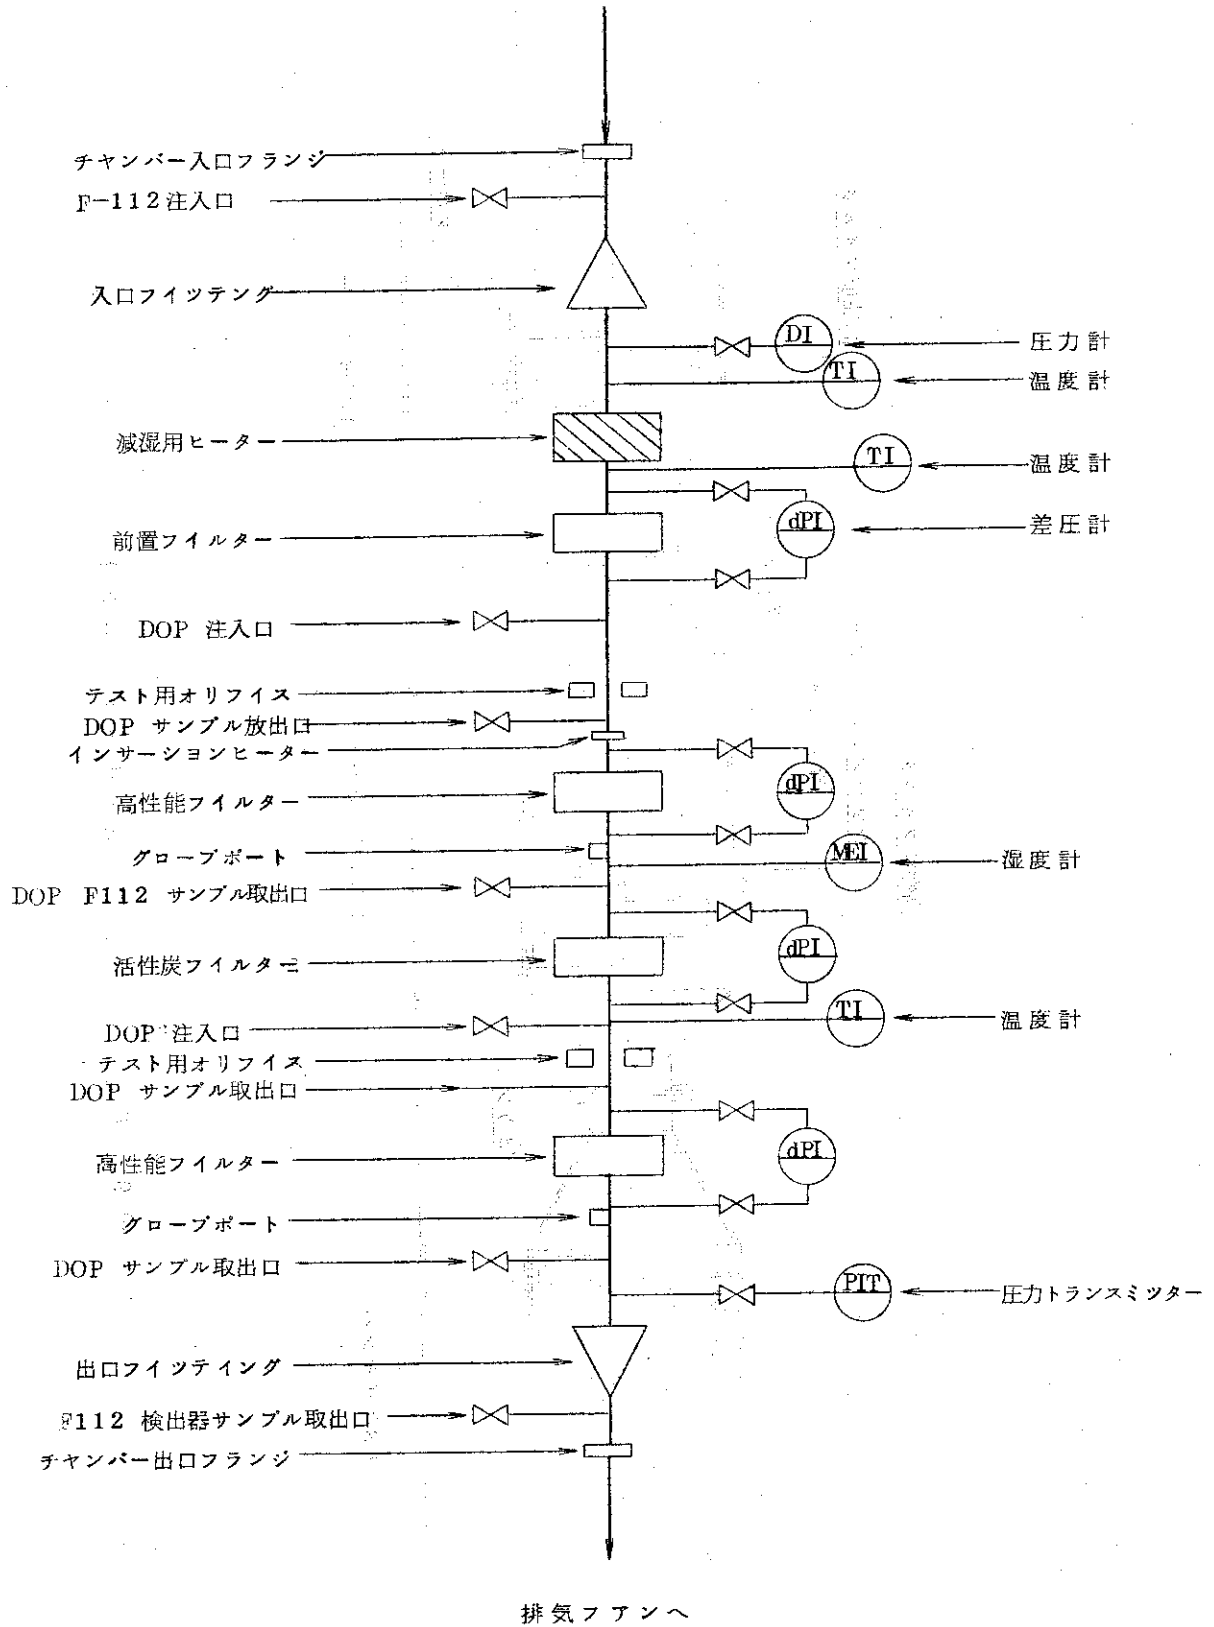 チャンバー入口フランジ
F-112注入口
入口フイツテング
DI
圧力計
TI
温度計
減湿用ヒーター
TI
温度計
前置フイルター
dPI
差圧計
DOP 注入口
テスト用オリフイス
DOP サンプル放出口
インサーションヒーター
高性能フイルター
dPI
グローブポート
MEI
湿度計
DOP F112 サンプル取出口
活性炭フイルター
dPI
DOP 注入口
TI
温度計
テスト用オリフイス
DOP サンプル取出口
高性能フイルター
dPI
グローブポート
DOP サンプル取出口
PIT
圧力トランスミツター
出口フイツテイング
F112 検出器サンプル取出口
チャンバー出口フランジ
排気フアンへ